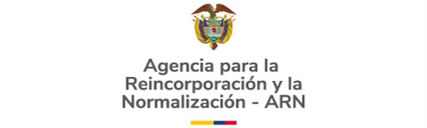 Agencia para la
Reincorporación y la
Normalización - ARN